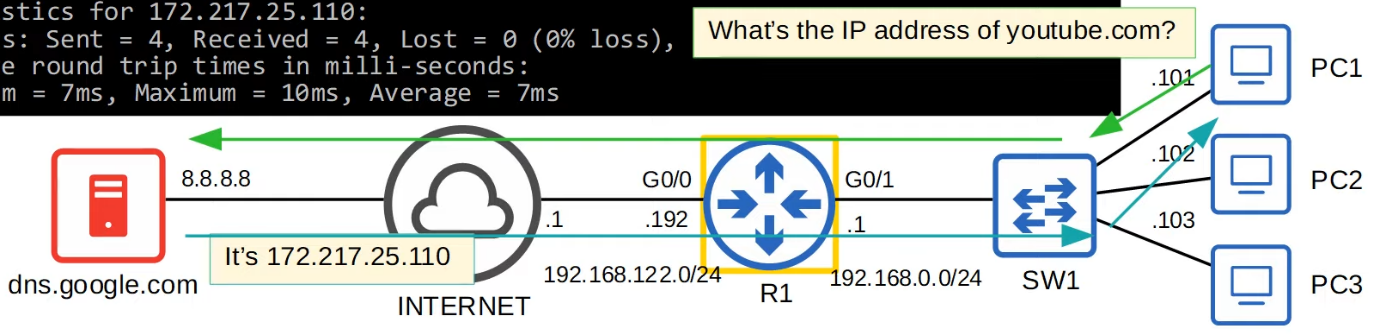 stics for 172.217.25.110:
s: Sent = 4, Received = 4, Lost = 0 (0% loss),
e round trip times in milli-seconds:
m = 7ms, Maximum = 10ms, Average = 7ms
What's the IP address of youtube.com?
.101
PC1
.102
PC2
.103
PC3
8.8.8.8
G0/0
G0/1
.1
.192
.1
It's 172.217.25.110
192.168.122.0/24
192.168.0.0/24
dns.google.com
INTERNET
R1
SW1